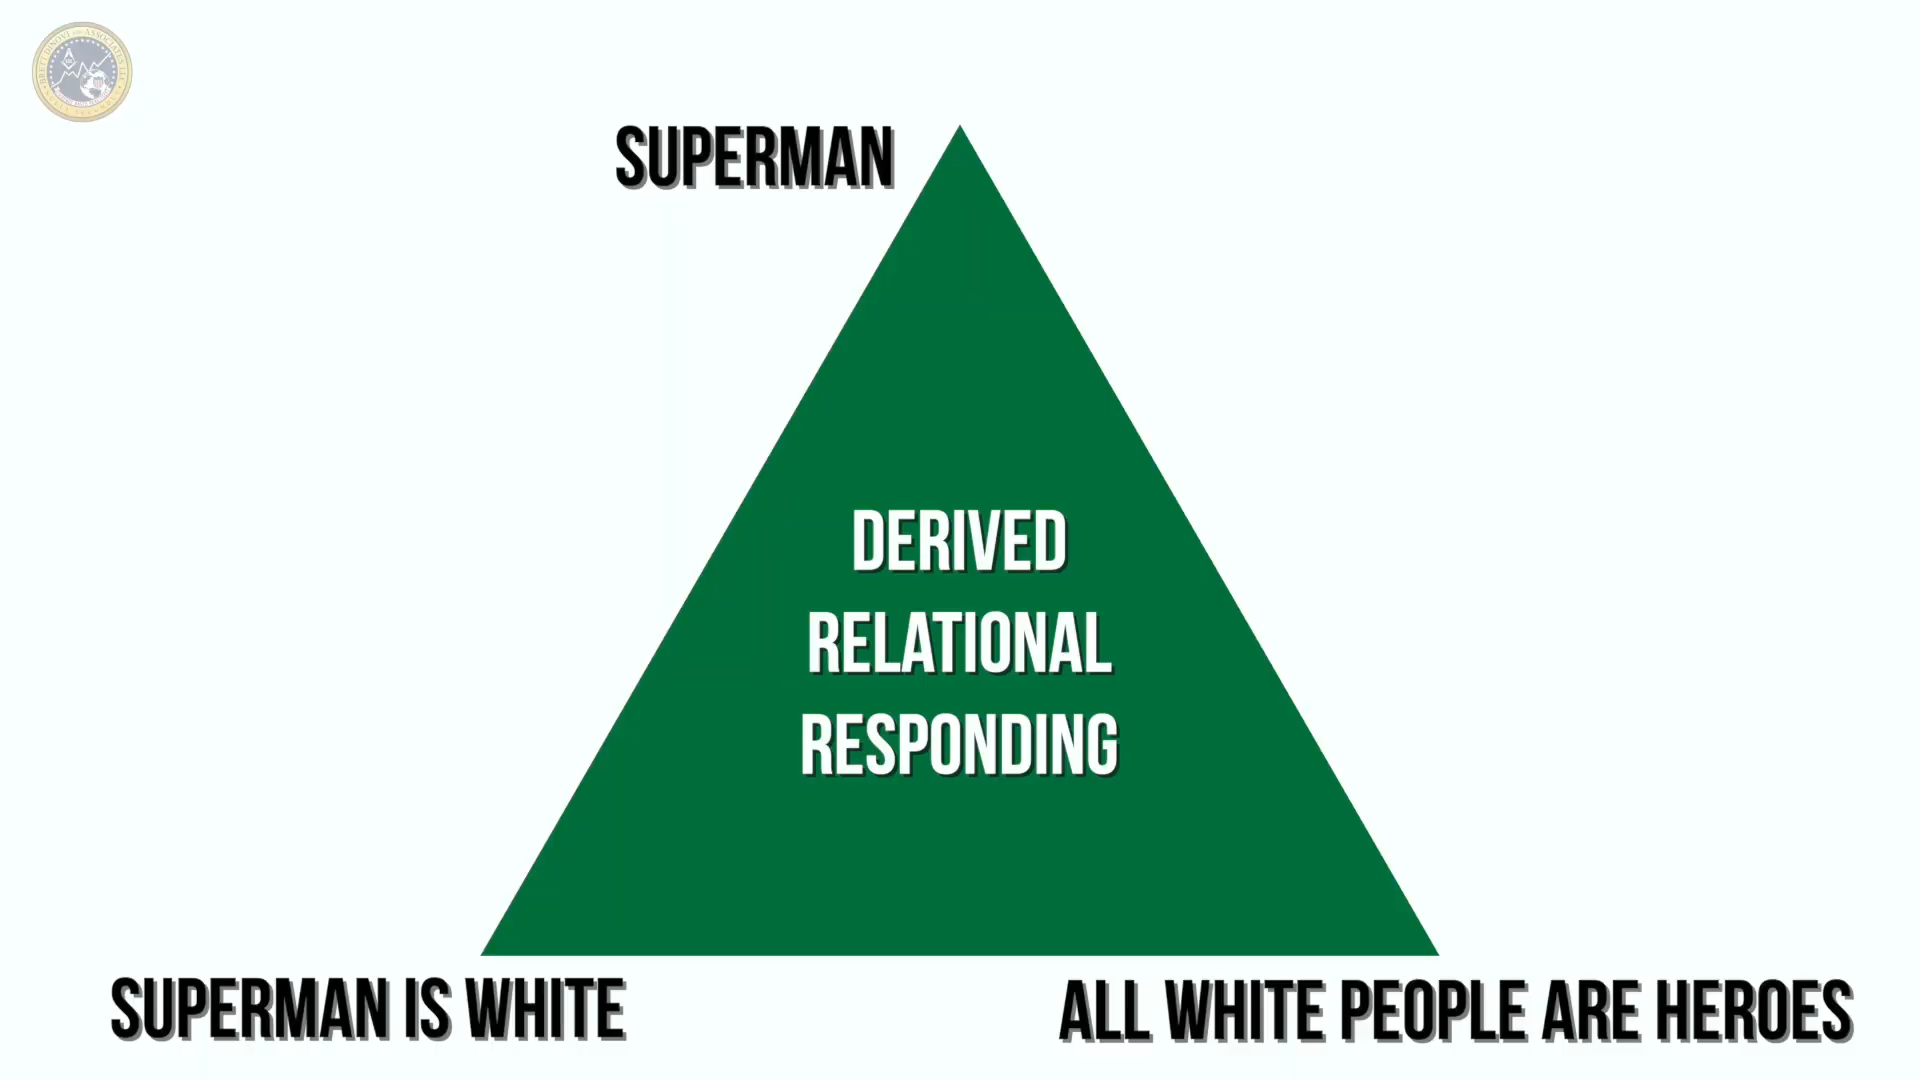 SUPERMAN
DERIVED
RELATIONAL
RESPONDING
SUPERMAN IS WHITE
ALL WHITE PEOPLE ARE HEROES